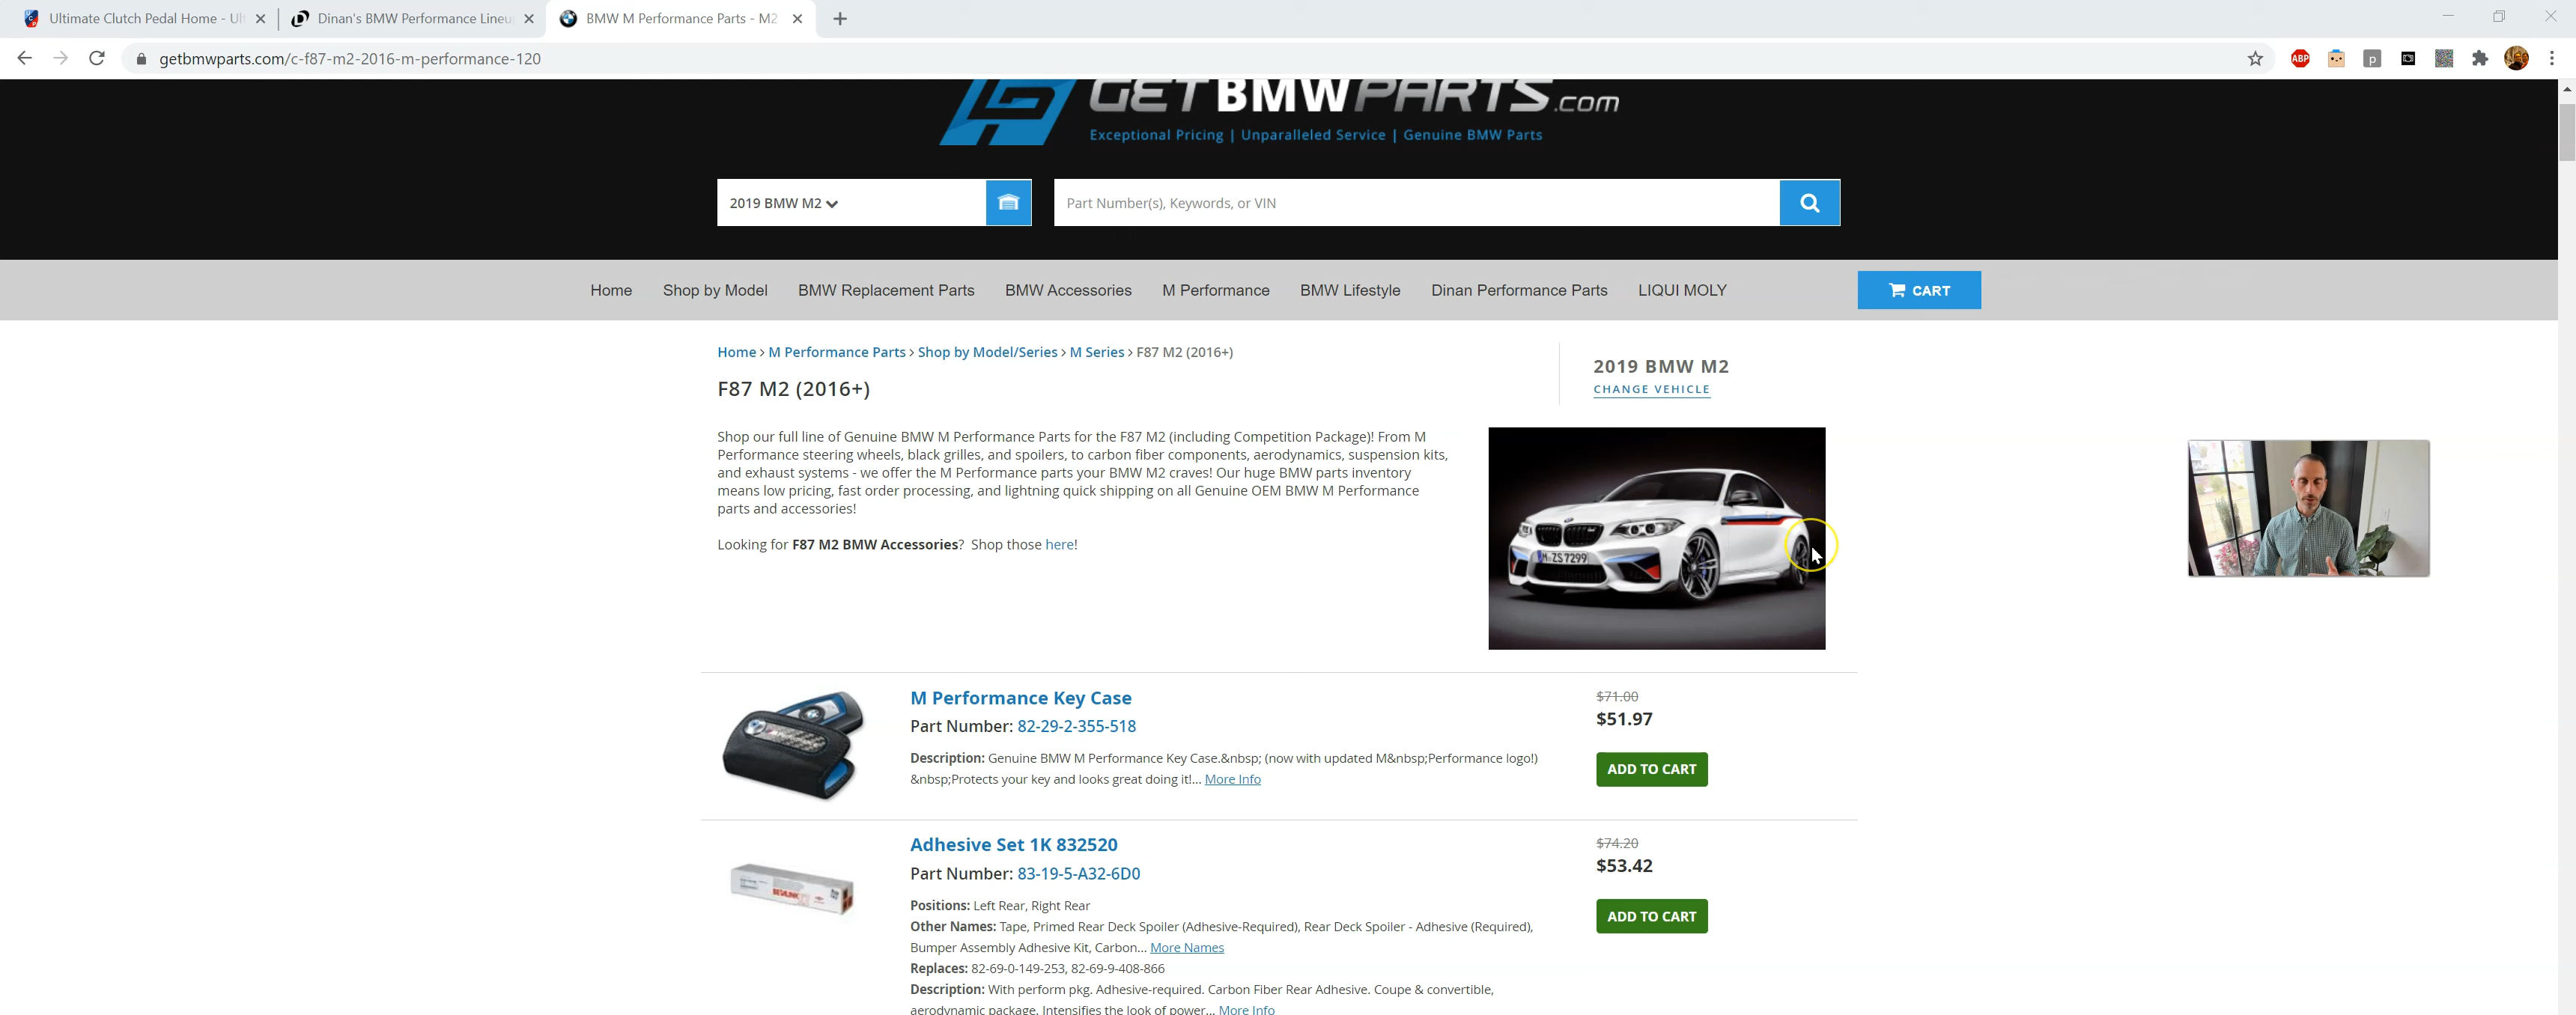 Ultimate Clutch Pedal Home - Ul
Dinan's BMW Performance Lineu
BMW M Performance Parts - M2
getbmwparts.com/c-f87-m2-2016-m-performance-120
ABP
p
GETBMWPARTS.COM
Exceptional Pricing | Unparalleled Service | Genuine BMW Parts
2019 BMW M2
Part Number(s), Keywords, or VIN
Home
Shop by Model
BMW Replacement Parts
BMW Accessories
M Performance
BMW Lifestyle
Dinan Performance Parts
LIQUI MOLY
CART
Home > M Performance Parts > Shop by Model/Series > M Series > F87 M2 (2016+)
F87 M2 (2016+)
2019 BMW M2
CHANGE VEHICLE
Shop our full line of Genuine BMW M Performance Parts for the F87 M2 (including Competition Package)! From M
Performance steering wheels, black grilles, and spoilers, to carbon fiber components, aerodynamics, suspension kits,
and exhaust systems - we offer the M Performance parts your BMW M2 craves! Our huge BMW parts inventory
means low pricing, fast order processing, and lightning quick shipping on all Genuine OEM BMW M Performance
parts and accessories!
Looking for F87 M2 BMW Accessories? Shop those here!
M·ZS 7299
M Performance Key Case
Part Number: 82-29-2-355-518
Description: Genuine BMW M Performance Key Case.&nbsp; (now with updated M&nbsp;Performance logo!)
&nbsp;Protects your key and looks great doing it!... More Info
$71.00
$51.97
ADD TO CART
Adhesive Set 1K 832520
Part Number: 83-19-5-A32-6D0
Positions: Left Rear, Right Rear
Other Names: Tape, Primed Rear Deck Spoiler (Adhesive-Required), Rear Deck Spoiler - Adhesive (Required),
Bumper Assembly Adhesive Kit, Carbon... More Names
Replaces: 82-69-0-149-253, 82-69-9-408-866
Description: With perform pkg. Adhesive-required. Carbon Fiber Rear Adhesive. Coupe & convertible,
aerodynamic package. Intensifies the look of power... More Info
$74.20
$53.42
ADD TO CART